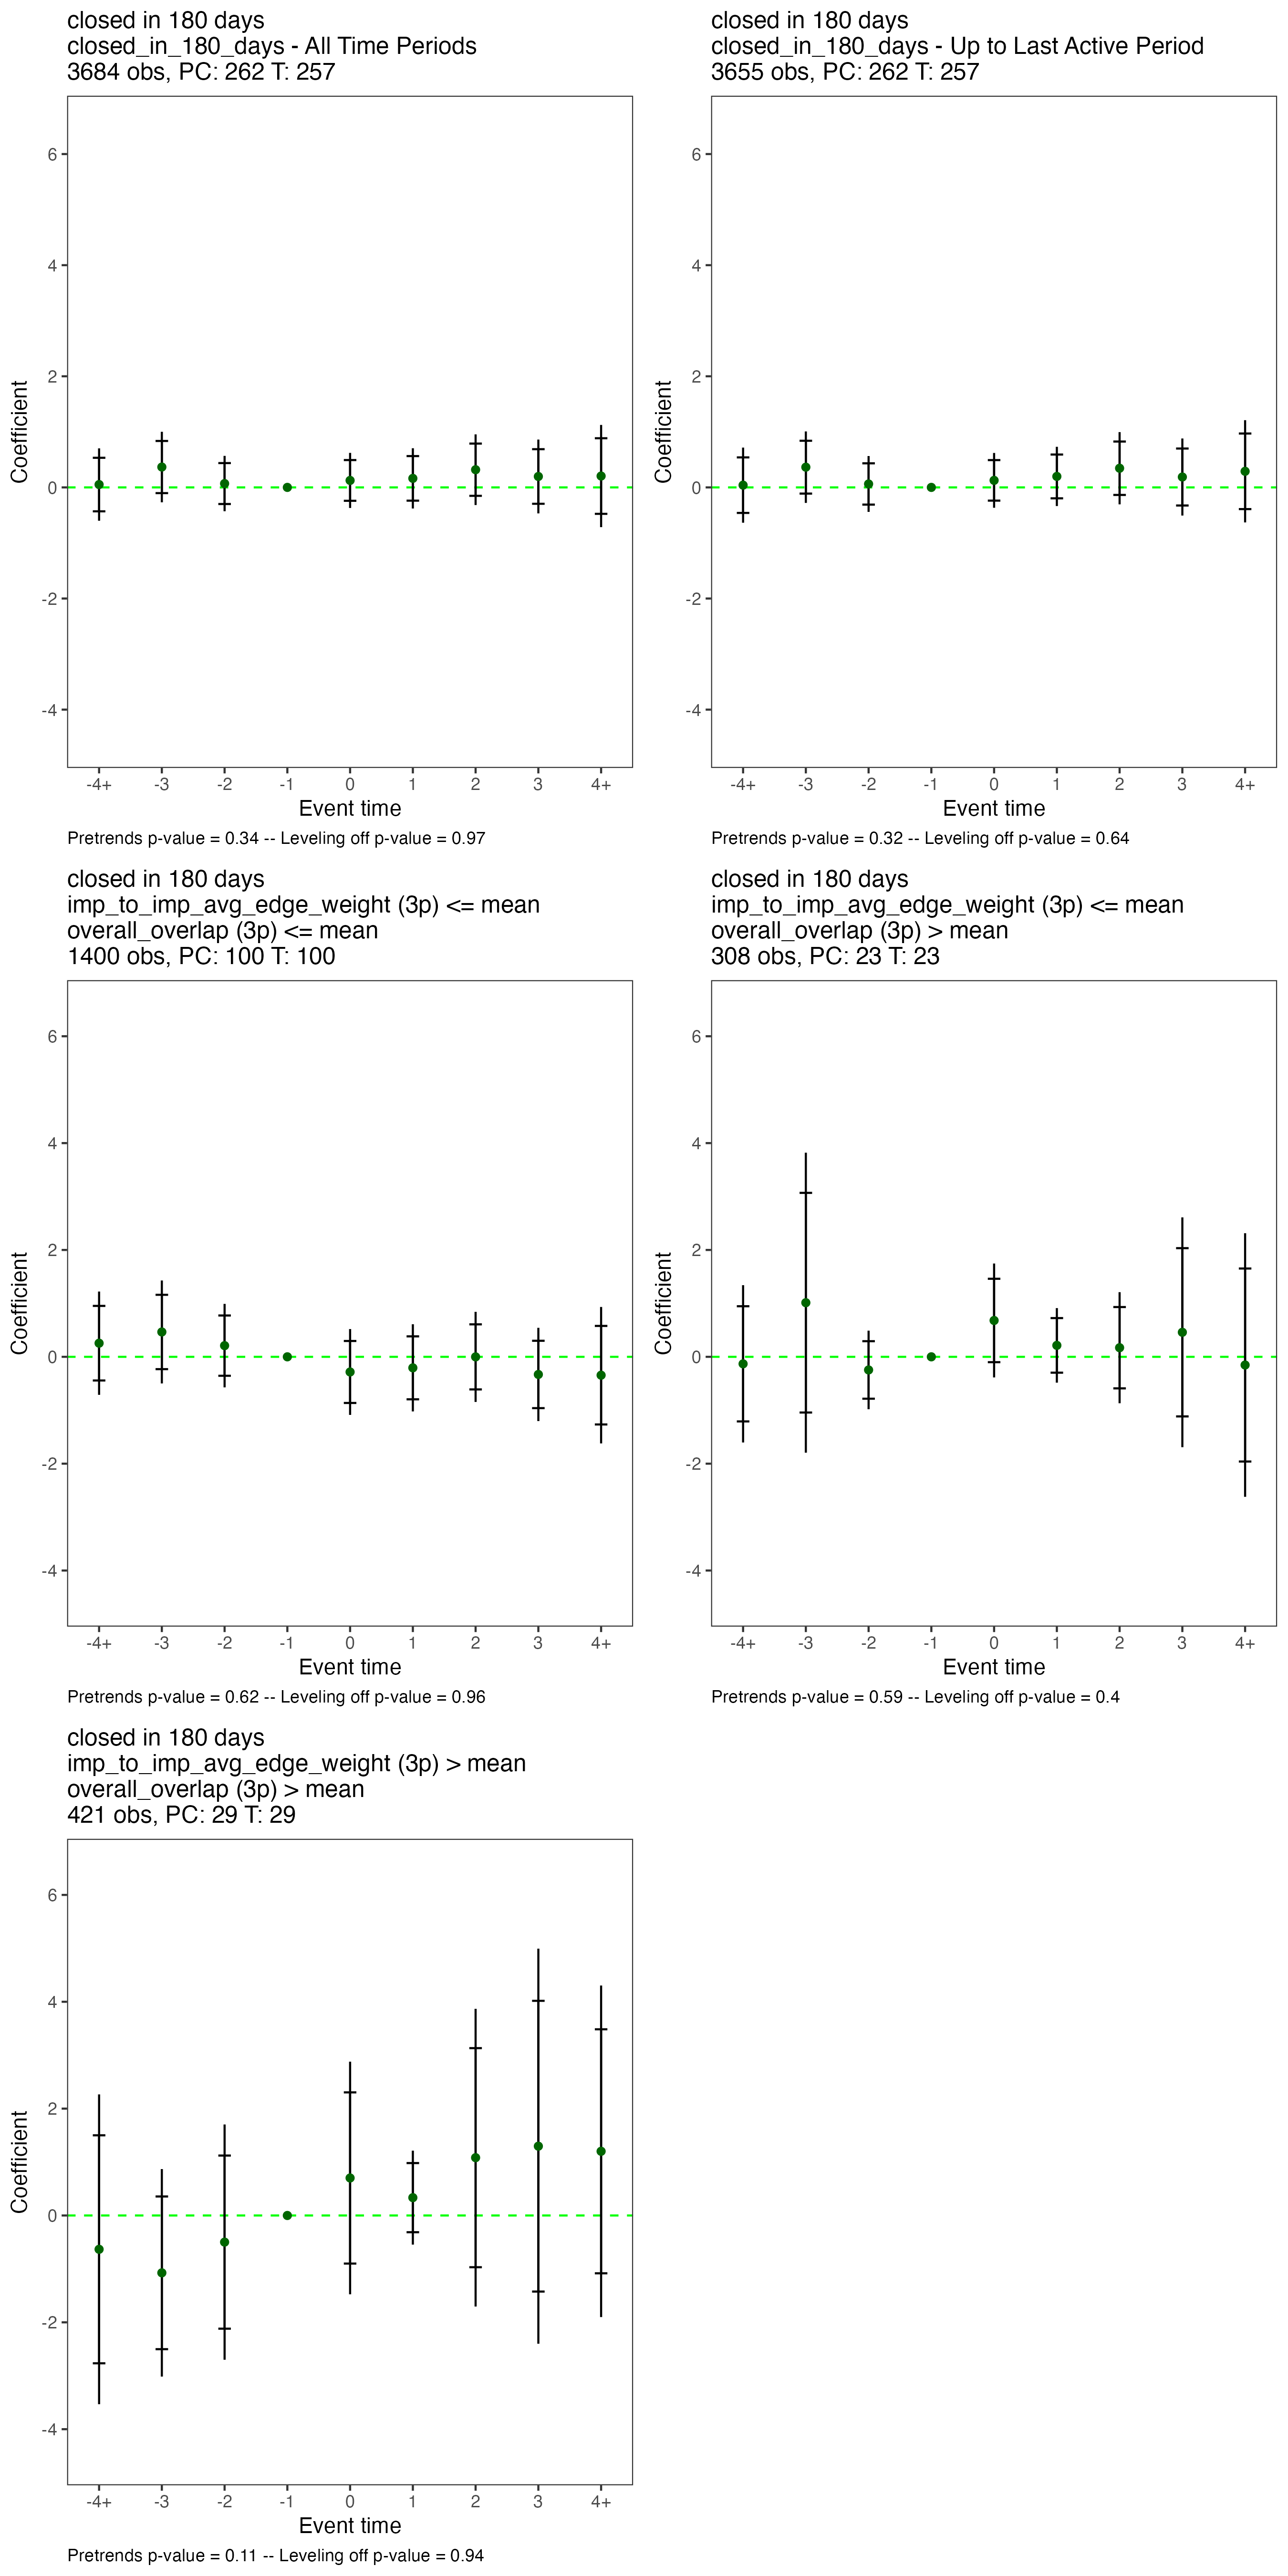 closed in 180 days
closed_in_180_days - All Time Periods
3684 obs, PC: 262 T: 257
6
4
2
0
-2
-4
Coefficient
-4+ -3 -2 -1 0 1 2 3 4+
Event time
Pretrends p-value = 0.34 -- Leveling off p-value = 0.97
closed in 180 days
closed_in_180_days - Up to Last Active Period
3655 obs, PC: 262 T: 257
6
4
2
0
-2
-4
Coefficient
-4+ -3 -2 -1 0 1 2 3 4+
Event time
Pretrends p-value = 0.32 -- Leveling off p-value = 0.64
closed in 180 days
imp_to_imp_avg_edge_weight (3p) <= mean
overall_overlap (3p) <= mean
1400 obs, PC: 100 T: 100
6
4
2
0
-2
-4
Coefficient
-4+ -3 -2 -1 0 1 2 3 4+
Event time
Pretrends p-value = 0.62 -- Leveling off p-value = 0.96
closed in 180 days
imp_to_imp_avg_edge_weight (3p) <= mean
overall_overlap (3p) > mean
308 obs, PC: 23 T: 23
6
4
2
0
-2
-4
Coefficient
-4+ -3 -2 -1 0 1 2 3 4+
Event time
Pretrends p-value = 0.59 -- Leveling off p-value = 0.4
closed in 180 days
imp_to_imp_avg_edge_weight (3p) > mean
overall_overlap (3p) > mean
421 obs, PC: 29 T: 29
6
4
2
0
-2
-4
Coefficient
-4+ -3 -2 -1 0 1 2 3 4+
Event time
Pretrends p-value = 0.11 -- Leveling off p-value = 0.94